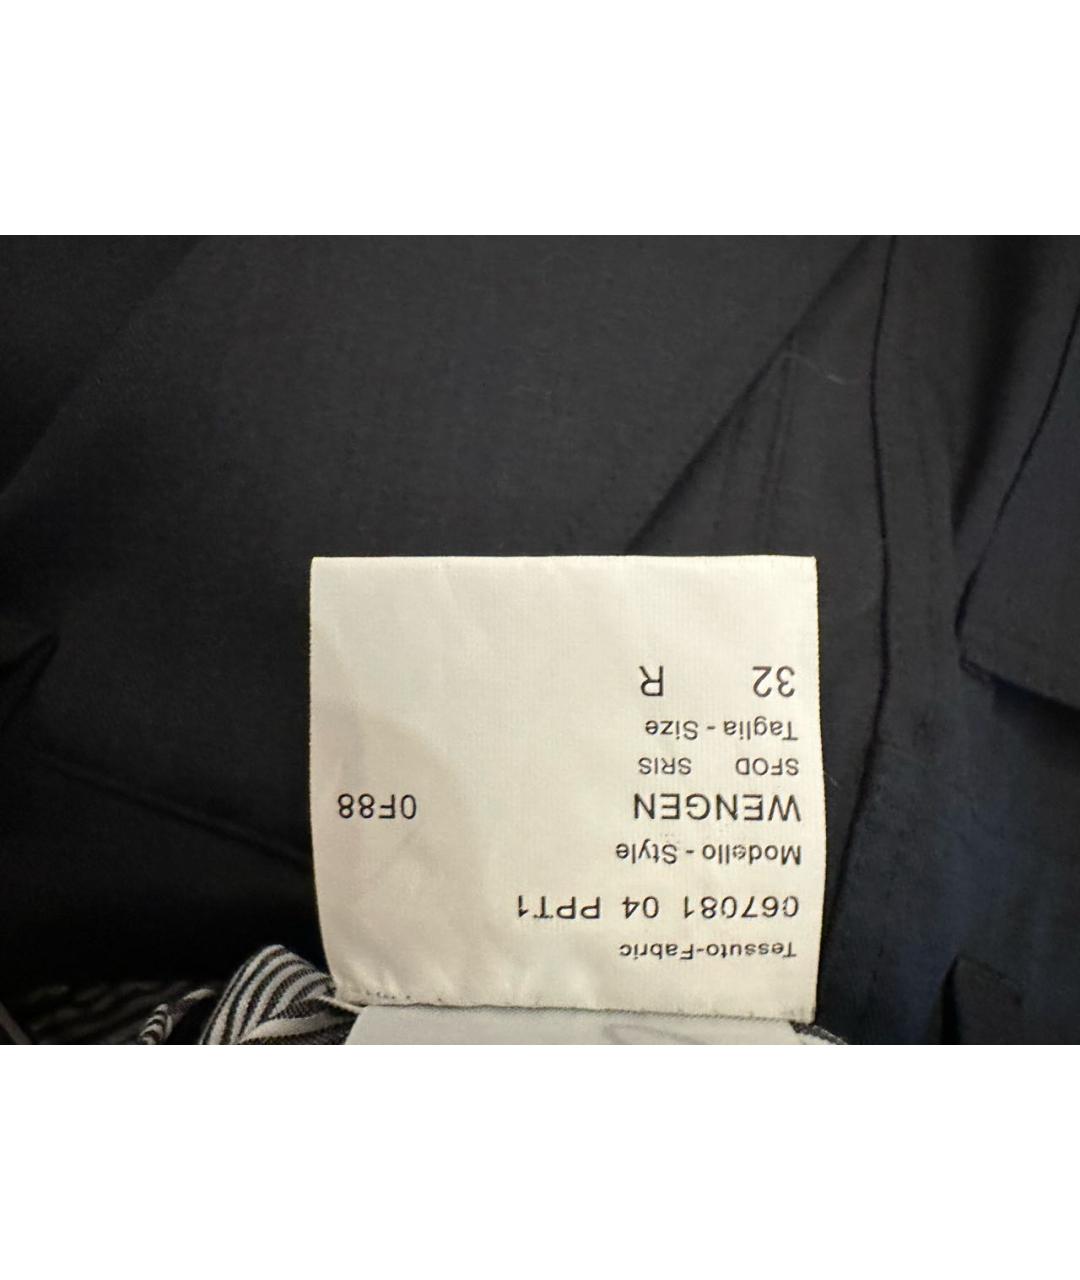 Tessuto-Fabric
067081 04 PPT1
Modello - Style
WENGEN 0F88
SFOD SRIS
Taglia - Size
32 R